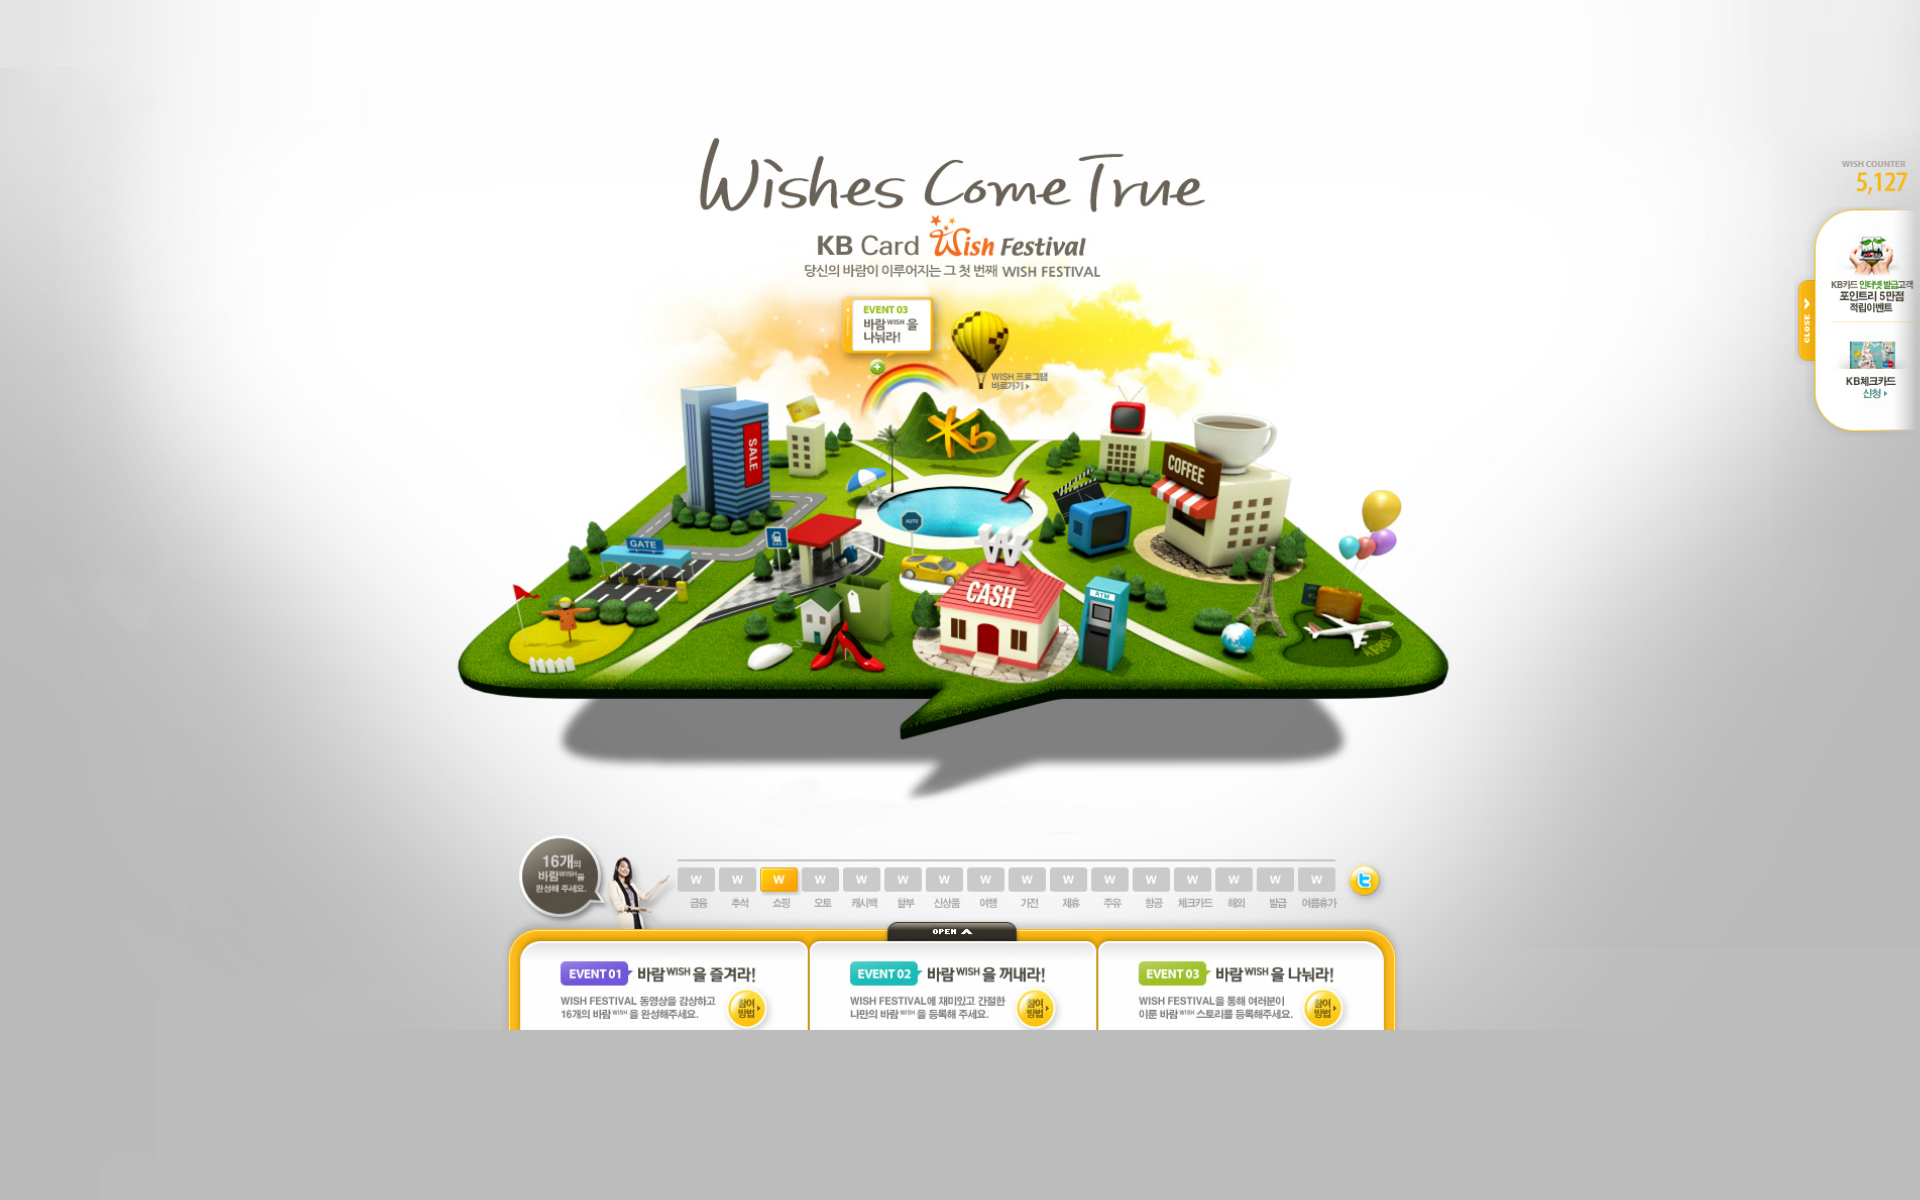 Wishes Come True
KB Card Wish Festival
당신의 바람이 이루어지는 그 첫 번째 WISH FESTIVAL
WISH COUNTER
5,127
KB카드 인터넷 발급고객
포인트리 5만점
적립이벤트
CLOSE
KB체크카드
신청
EVENT 03
바람WISH을
나눠라!
WISH 프로그램
바로가기
Kb
SALE
COFFEE
GATE
AUTO
CASH
ATM
AIRPORT
16개의
바람WISH을
완성해 주세요.
W W W W W W W W W W W W W W W W
금융 추석 쇼핑 오토 캐시백 할부 신상품 여행 가전 제휴 주유 항공 체크카드 해외 발급 여름휴가
OPEN
EVENT 01 바람WISH을 즐겨라!
WISH FESTIVAL 동영상을 감상하고
16개의 바람WISH을 완성해주세요.
참여
방법
EVENT 02 바람WISH을 꺼내라!
WISH FESTIVAL에 재미있고 간절한
나만의 바람WISH을 등록해 주세요.
참여
방법
EVENT 03 바람WISH을 나눠라!
WISH FESTIVAL을 통해 여러분이
이룬 바람WISH 스토리를 등록해주세요.
참여
방법